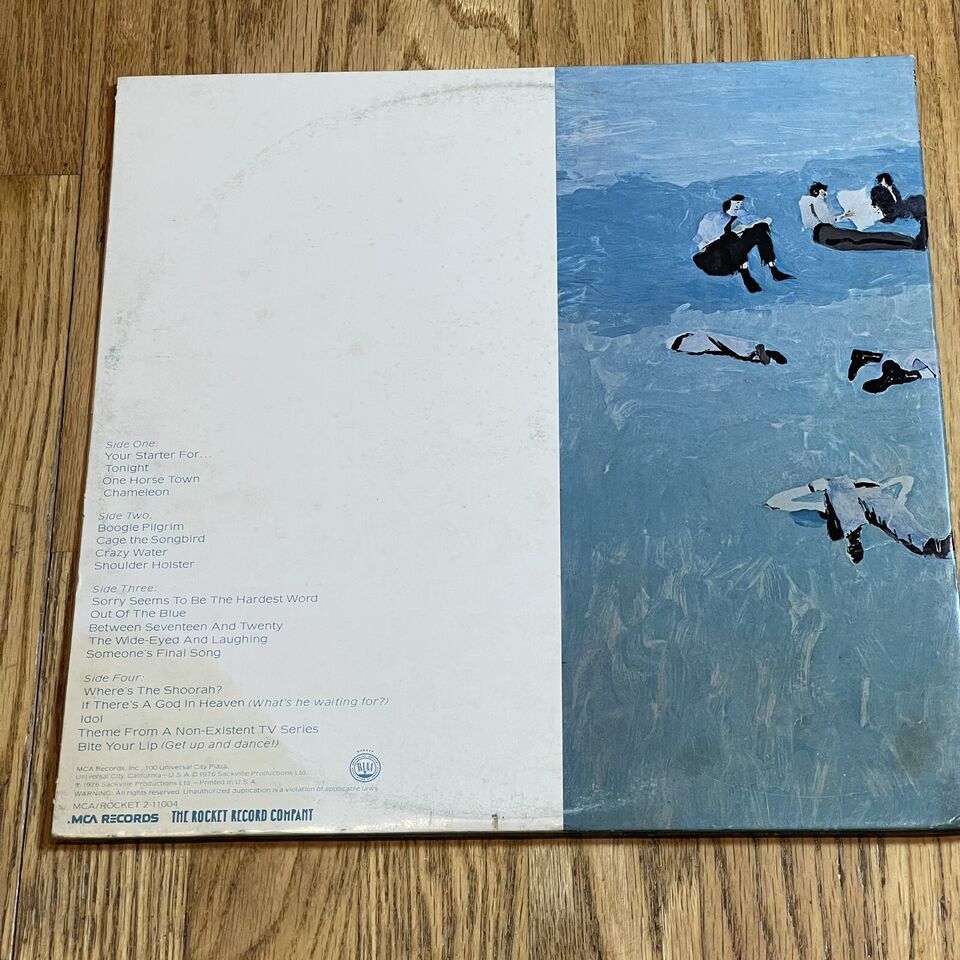 Side One:
Your Starter For...
Tonight
One Horse Town
Chameleon
Side Two:
Boogie Pilgrim
Cage the Songbird
Crazy Water
Shoulder Holster
Side Three:
Sorry Seems To Be The Hardest Word
Out Of The Blue
Between Seventeen And Twenty
The Wide-Eyed And Laughing
Someone's Final Song
Side Four:
Where's The Shoorah?
If There's A God In Heaven (What's he waiting for?)
Idol
Theme From A Non-Existent TV Series
Bite Your Lip (Get up and dance!)
MCA Records, Inc., 100 Universal City Plaza,
Universal City, California – U.S.A. © 1976 Sackville Productions Ltd.
℗ 1976 Sackville Productions Ltd. – Printed in U.S.A.
WARNING: All rights reserved. Unauthorized duplication is a violation of applicable laws.
MCA/ROCKET 2-11004
.MCA RECORDS THE ROCKET RECORD COMPANY
RIAA